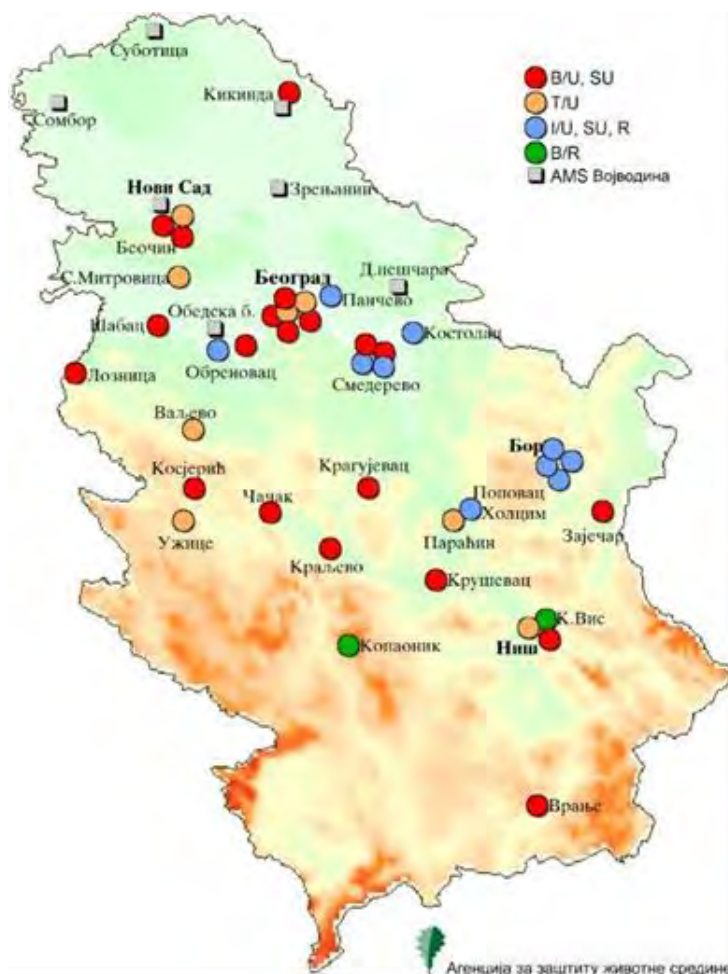 Суботица
Кикинда
Сомбор
B/U, SU
T/U
I/U, SU, R
B/R
AMS Војводина
Нови Сад
Зрењанин
Беочин
С.Митровица
Београд
Д.пешчара
Панчево
Обедска б.
Шабац
Костолац
Обреновац
Смедерево
Лозница
Ваљево
Бор
Косјерић
Крагујевац
Поповац
Чачак
Холцим
Ужице
Параћин
Зајечар
Краљево
Крушевац
К.Вис
Копаоник
Ниш
Врање
Агенција за заштиту животне средине